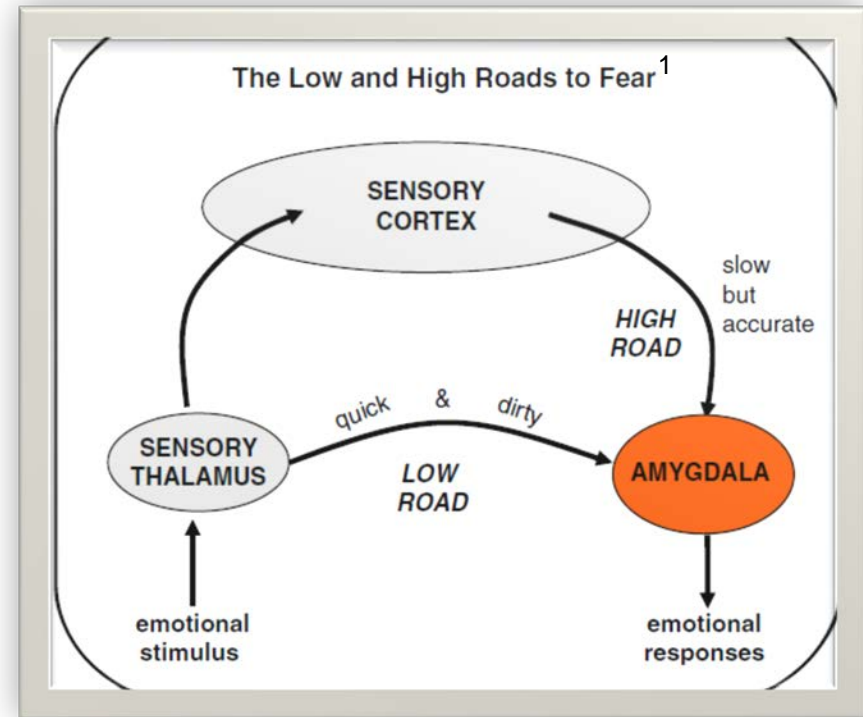 The Low and High Roads to Fear1
SENSORY
CORTEX
slow
but
accurate
HIGH
ROAD
quick & dirty
SENSORY
THALAMUS
LOW
ROAD
AMYGDALA
emotional
stimulus
emotional
responses